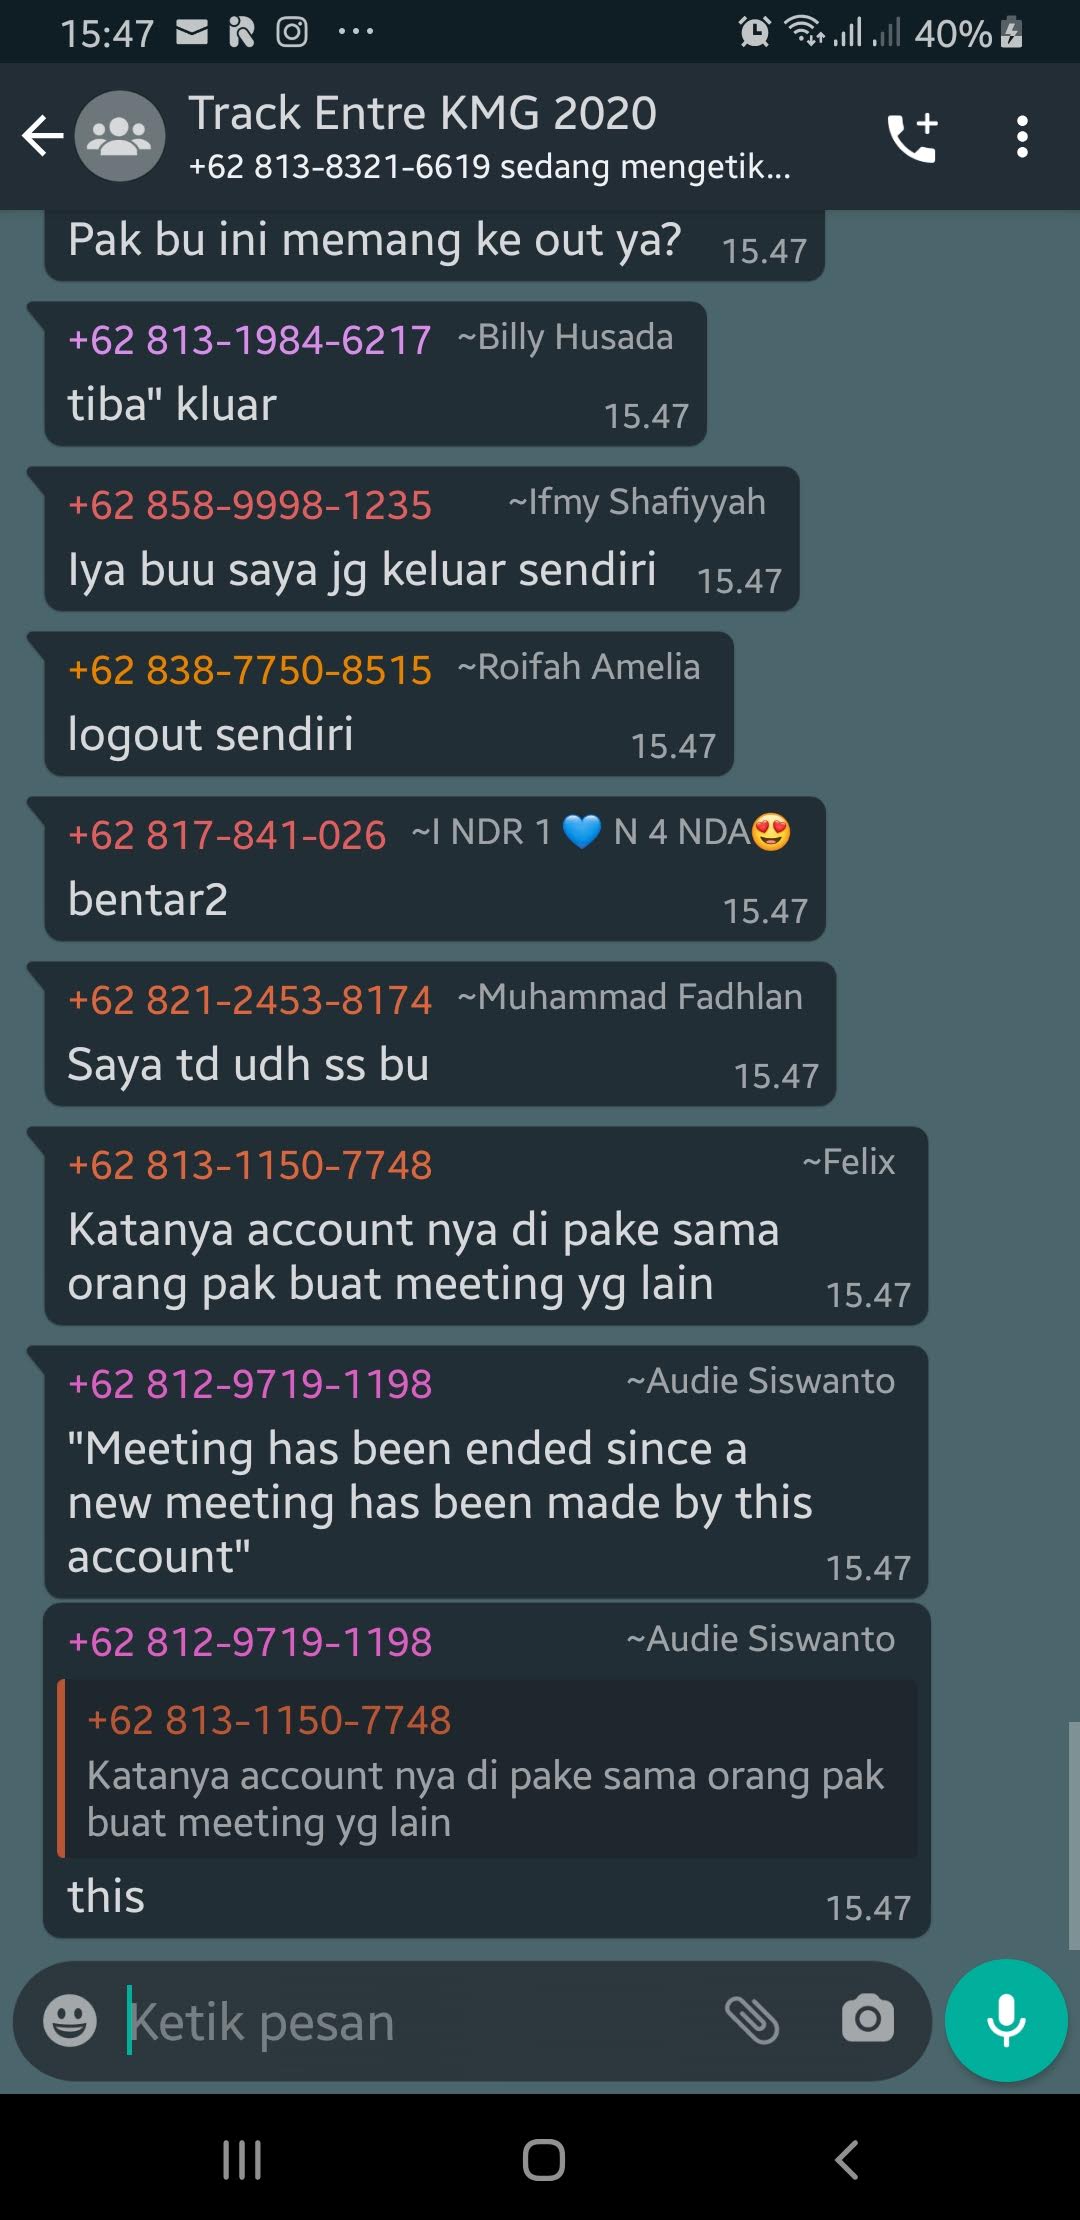 15:47
40%
Track Entre KMG 2020
+62 813-8321-6619 sedang mengetik...
Pak bu ini memang ke out ya? 15.47
+62 813-1984-6217 ~Billy Husada
tiba" kluar 15.47
+62 858-9998-1235 ~Ifmy Shafiyyah
Iya buu saya jg keluar sendiri 15.47
+62 838-7750-8515 ~Roifah Amelia
logout sendiri 15.47
+62 817-841-026 ~I NDR 1 💙 N 4 NDA😍
bentar2 15.47
+62 821-2453-8174 ~Muhammad Fadhlan
Saya td udh ss bu 15.47
+62 813-1150-7748 ~Felix
Katanya account nya di pake sama
orang pak buat meeting yg lain 15.47
+62 812-9719-1198 ~Audie Siswanto
"Meeting has been ended since a
new meeting has been made by this
account" 15.47
+62 812-9719-1198 ~Audie Siswanto
+62 813-1150-7748
Katanya account nya di pake sama orang pak
buat meeting yg lain
this 15.47
Ketik pesan